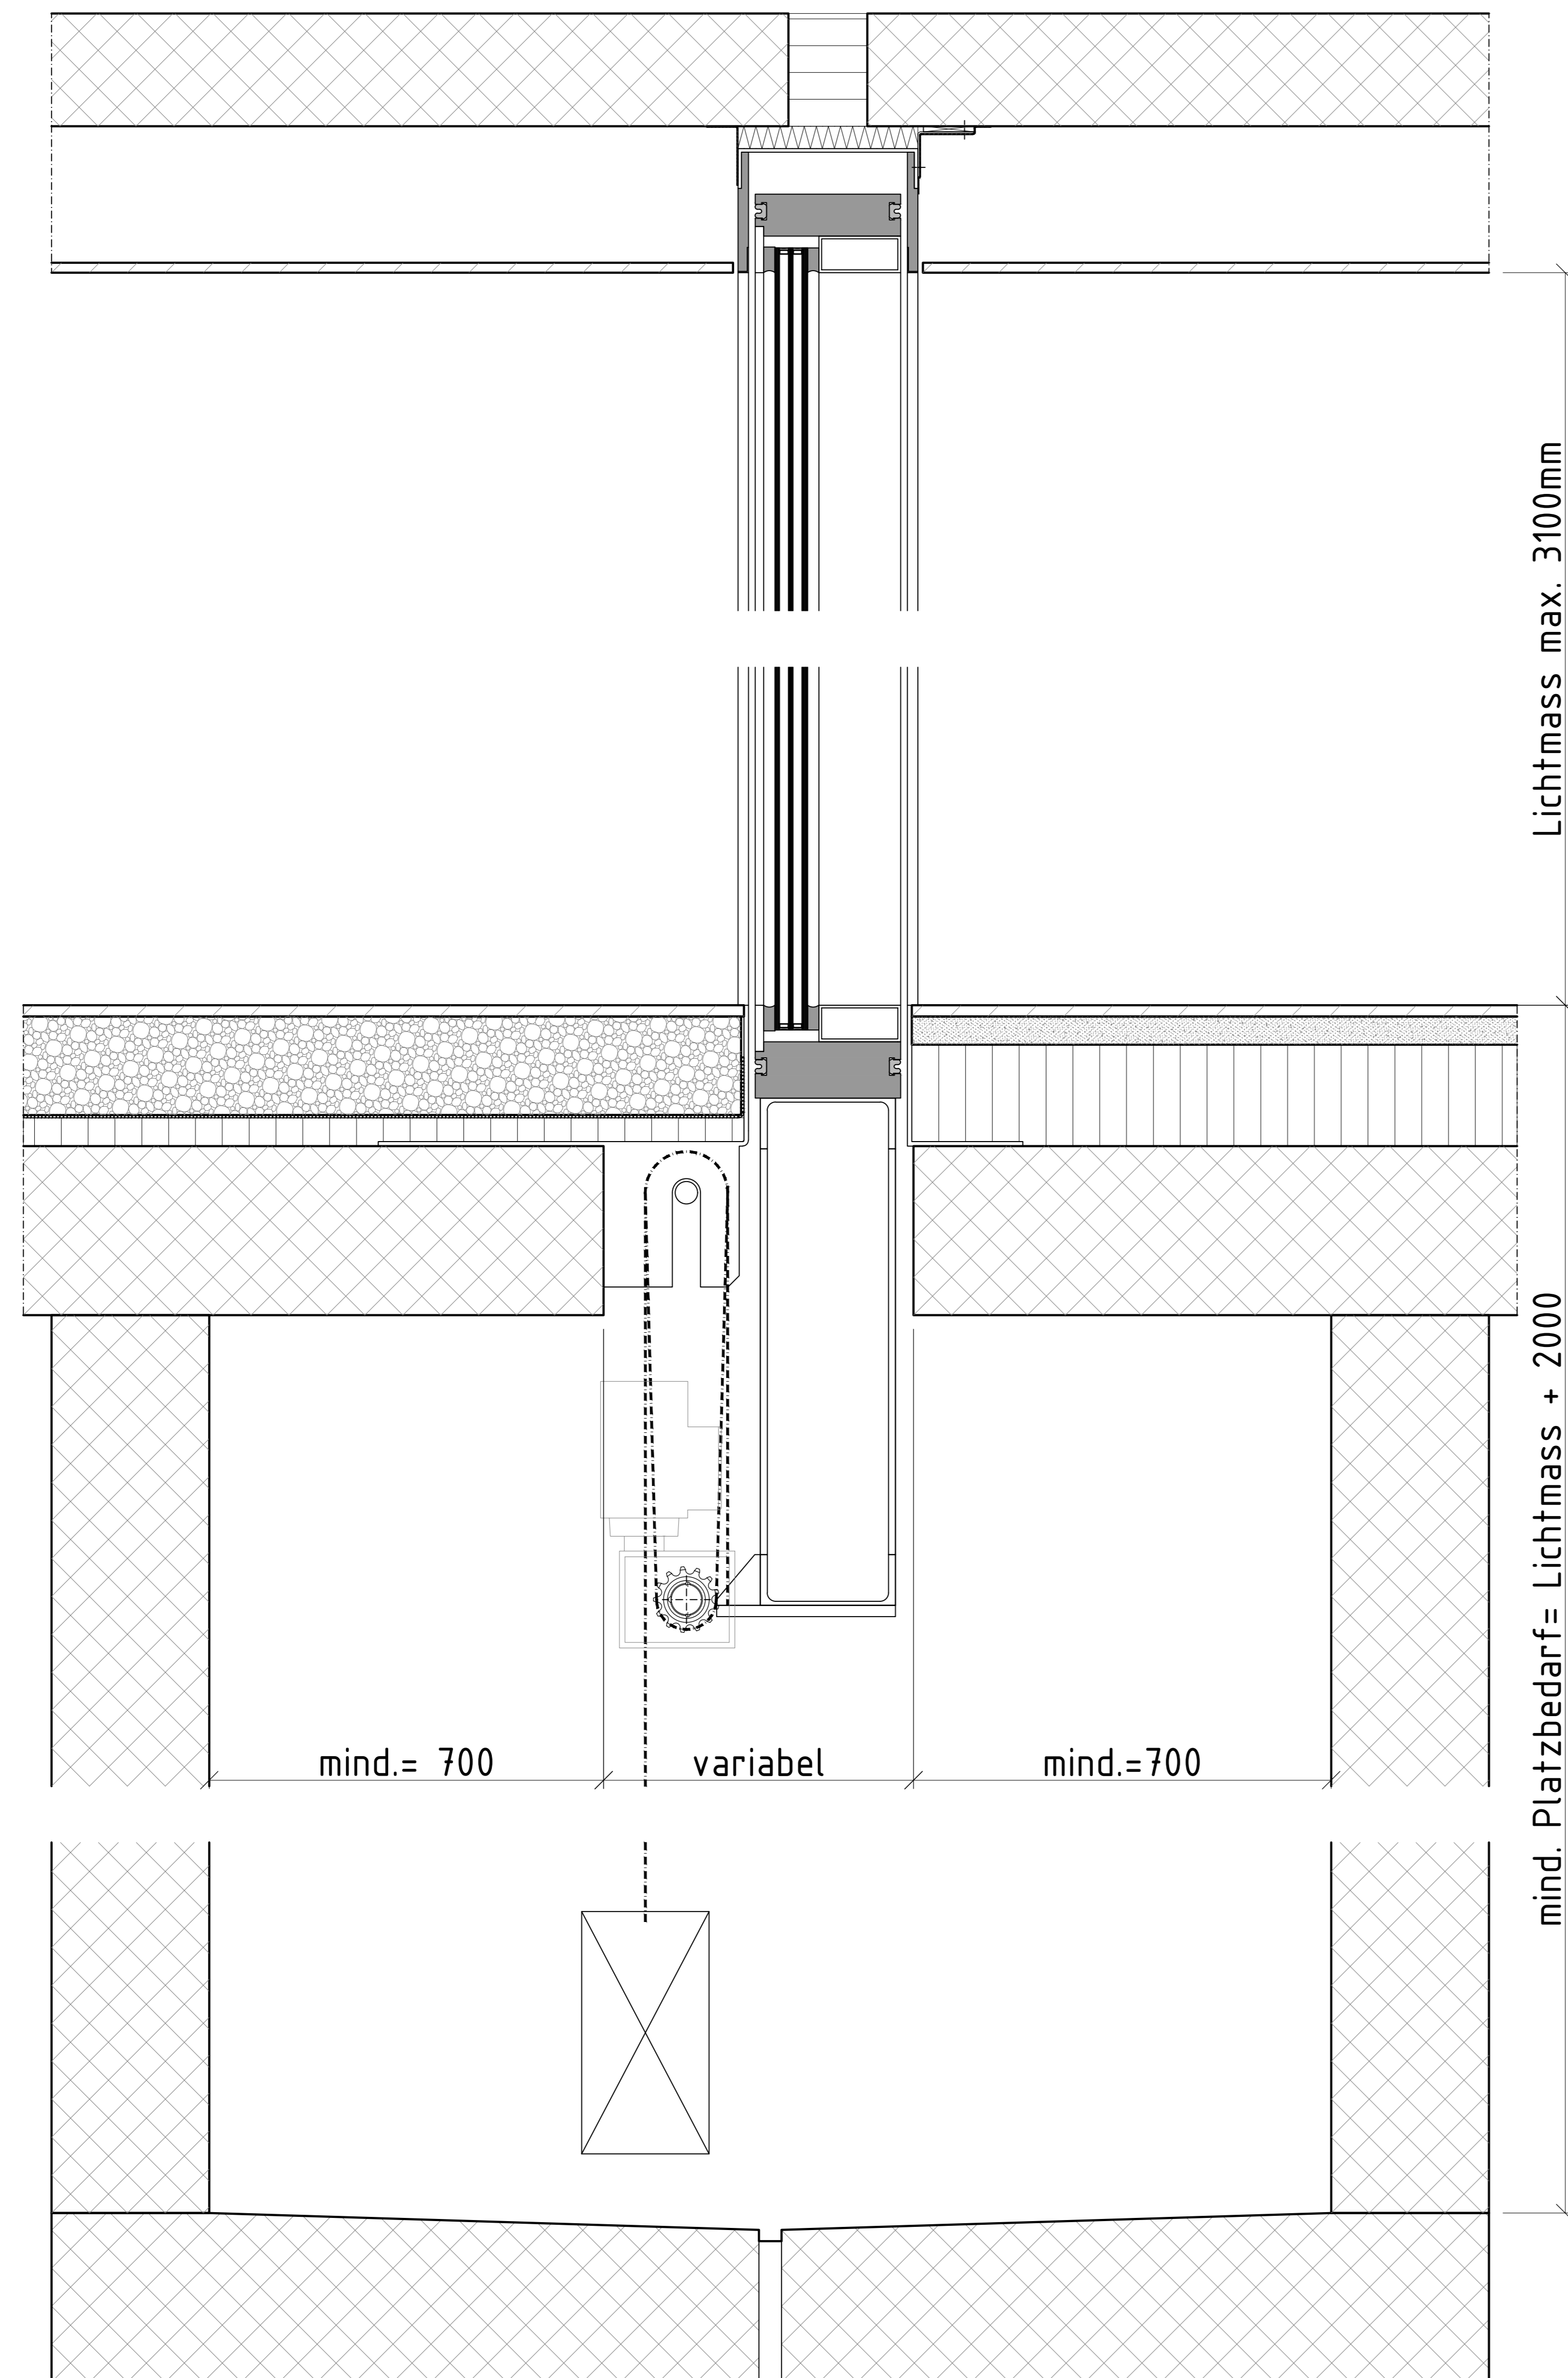 Lichtmass max. 3100mm
mind. Platzbedarf= Lichtmass + 2000
mind.= 700
variabel
mind.=700